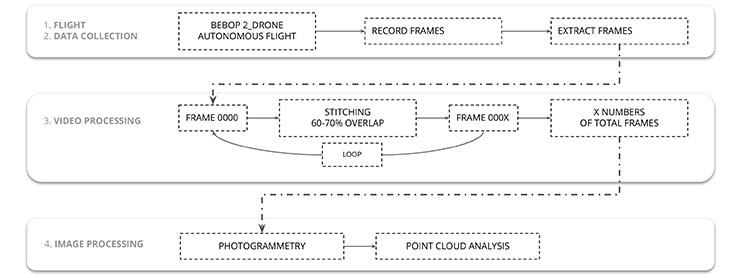 1. FLIGHT
2. DATA COLLECTION
BEBOP 2_DRONE
AUTONOMOUS FLIGHT
RECORD FRAMES
EXTRACT FRAMES
3. VIDEO PROCESSING
FRAME 0000
STITCHING
60-70% OVERLAP
FRAME 000X
X NUMBERS
OF TOTAL FRAMES
LOOP
4. IMAGE PROCESSING
PHOTOGRAMMETRY
POINT CLOUD ANALYSIS